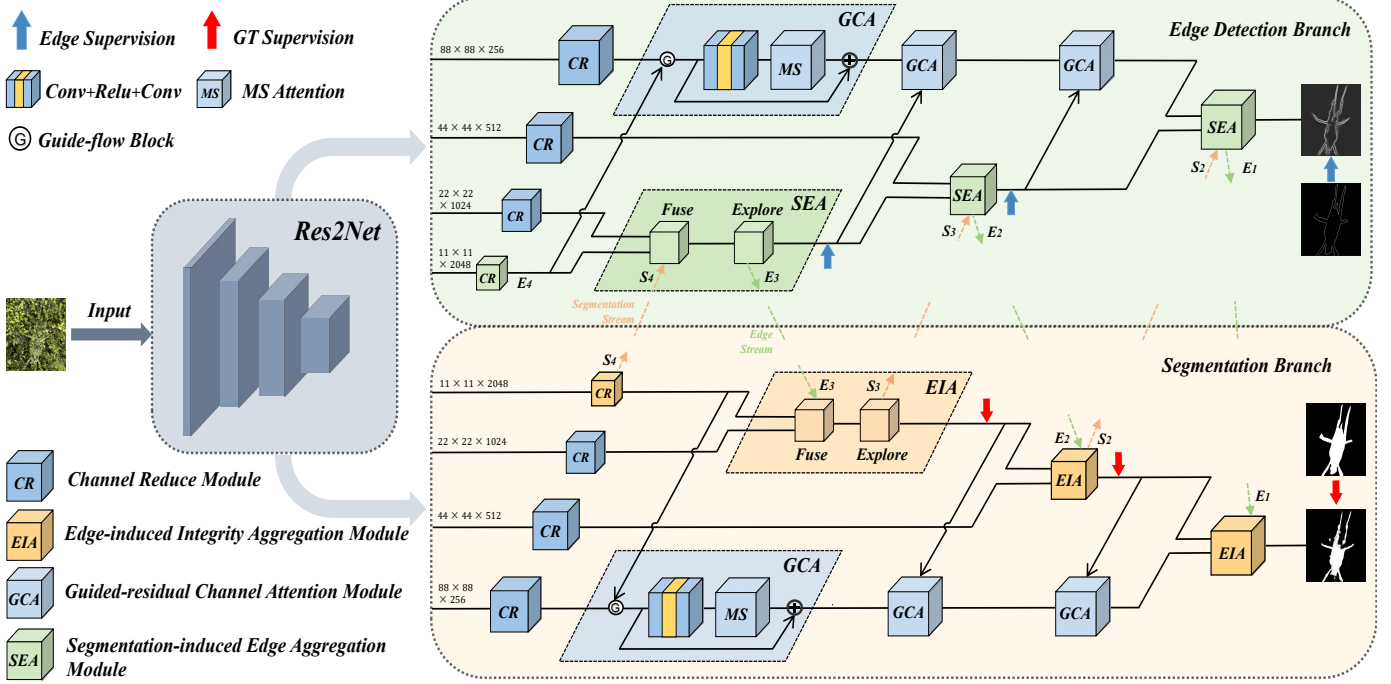 Edge Supervision
GT Supervision
Conv+Relu+Conv
MS
MS Attention
G
Guide-flow Block
Res2Net
Input
CR
Channel Reduce Module
EIA
Edge-induced Integrity Aggregation Module
GCA
Guided-residual Channel Attention Module
SEA
Segmentation-induced Edge Aggregation
Module
Edge Detection Branch
GCA
88 × 88 × 256
CR
G
MS
GCA
GCA
44 × 44 × 512
CR
SEA
S2
E1
22 × 22
× 1024
CR
SEA
Fuse
Explore
SEA
S3
E2
11 × 11
× 2048
CR
E4
S4
E3
Segmentation
Stream
Edge
Stream
Segmentation Branch
S4
11 × 11 × 2048
CR
E3
S3
EIA
22 × 22 × 1024
CR
Fuse
Explore
E2
S2
EIA
44 × 44 × 512
CR
E1
EIA
GCA
88 × 88
× 256
CR
G
MS
GCA
GCA